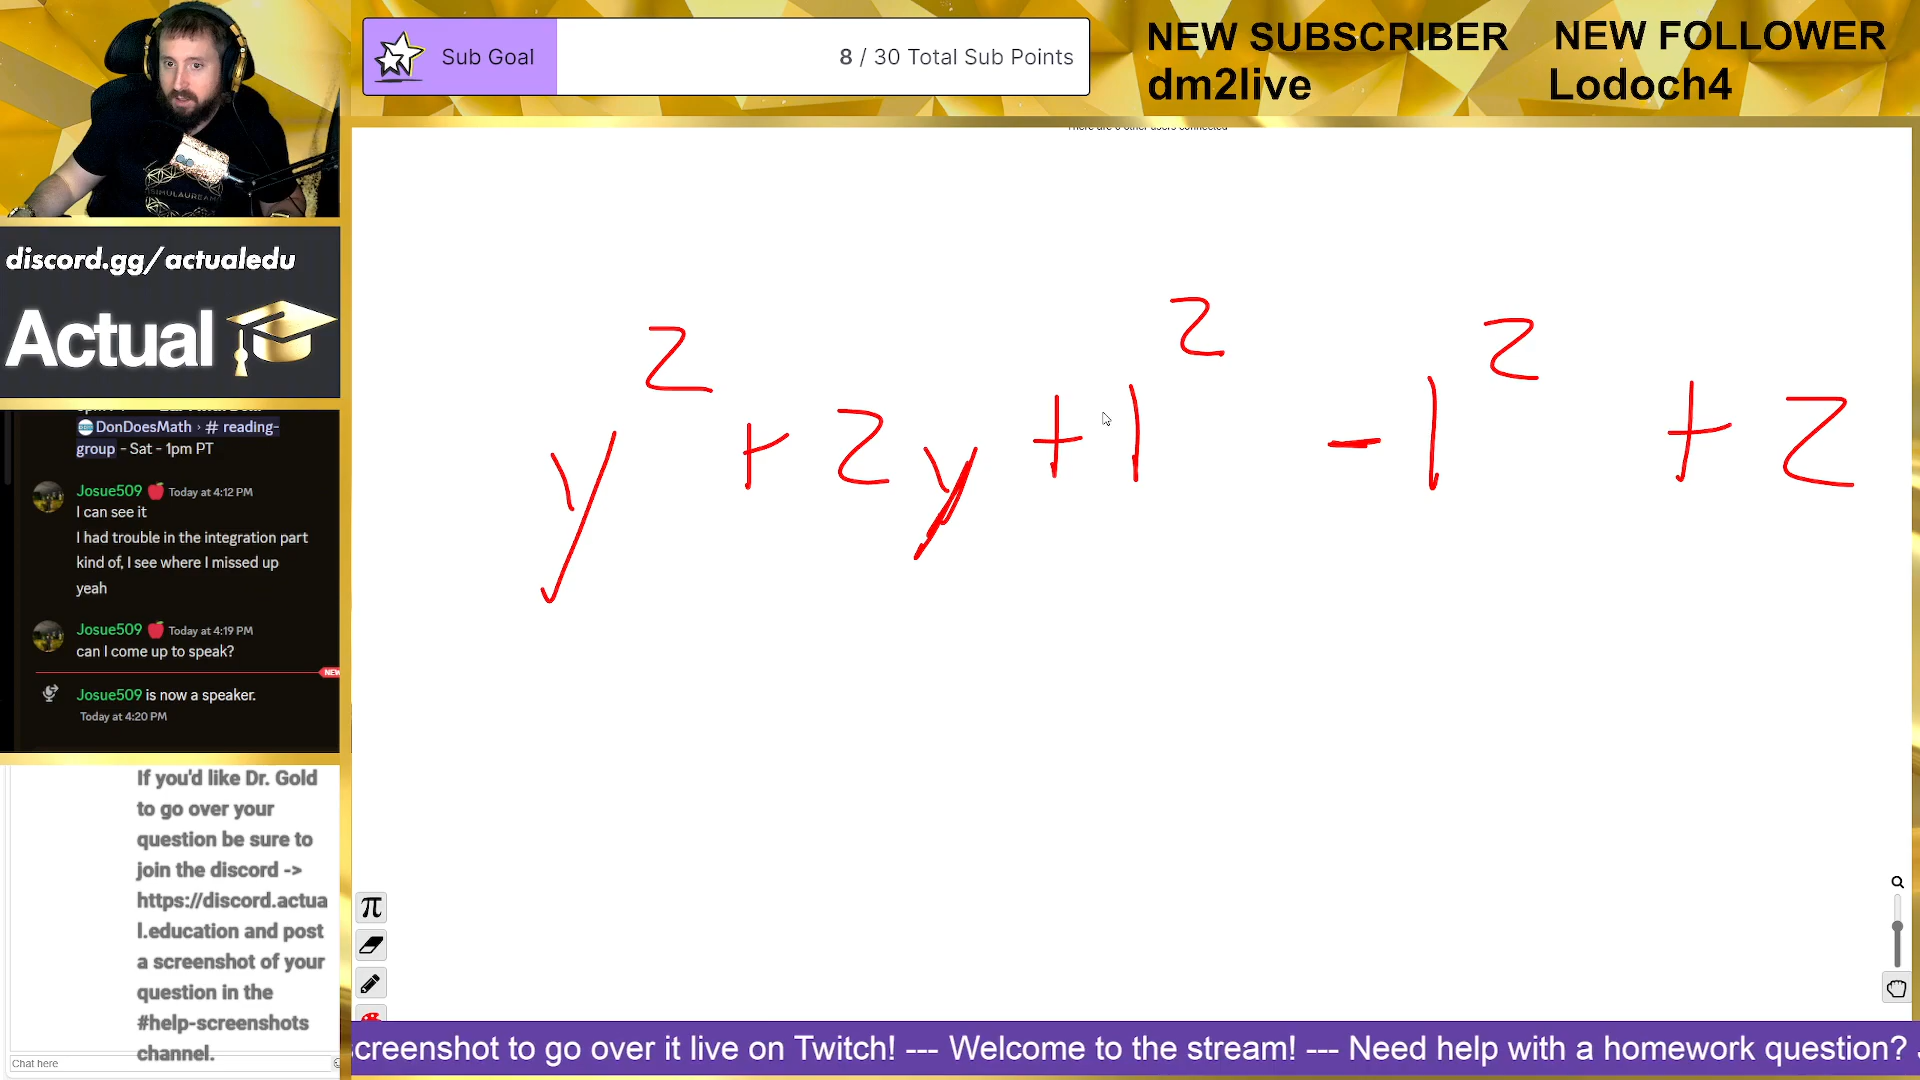 Sub Goal
8 / 30 Total Sub Points
NEW SUBSCRIBER
dm2live
NEW FOLLOWER
Lodoch4
discord.gg/actualedu
Actual
DonDoesMath › # reading-
group - Sat - 1pm PT
Josue509 Today at 4:12 PM
I can see it
I had trouble in the integration part
kind of, I see where I missed up
yeah
Josue509 Today at 4:19 PM
can I come up to speak?
NEW
Josue509 is now a speaker.
Today at 4:20 PM
If you'd like Dr. Gold
to go over your
question be sure to
join the discord ->
https://discord.actua
l.education and post
a screenshot of your
question in the
#help-screenshots
channel.
Chat here
y² + 2y + 1² - 1² + 2
π
creenshot to go over it live on Twitch! --- Welcome to the stream! --- Need help with a homework question?